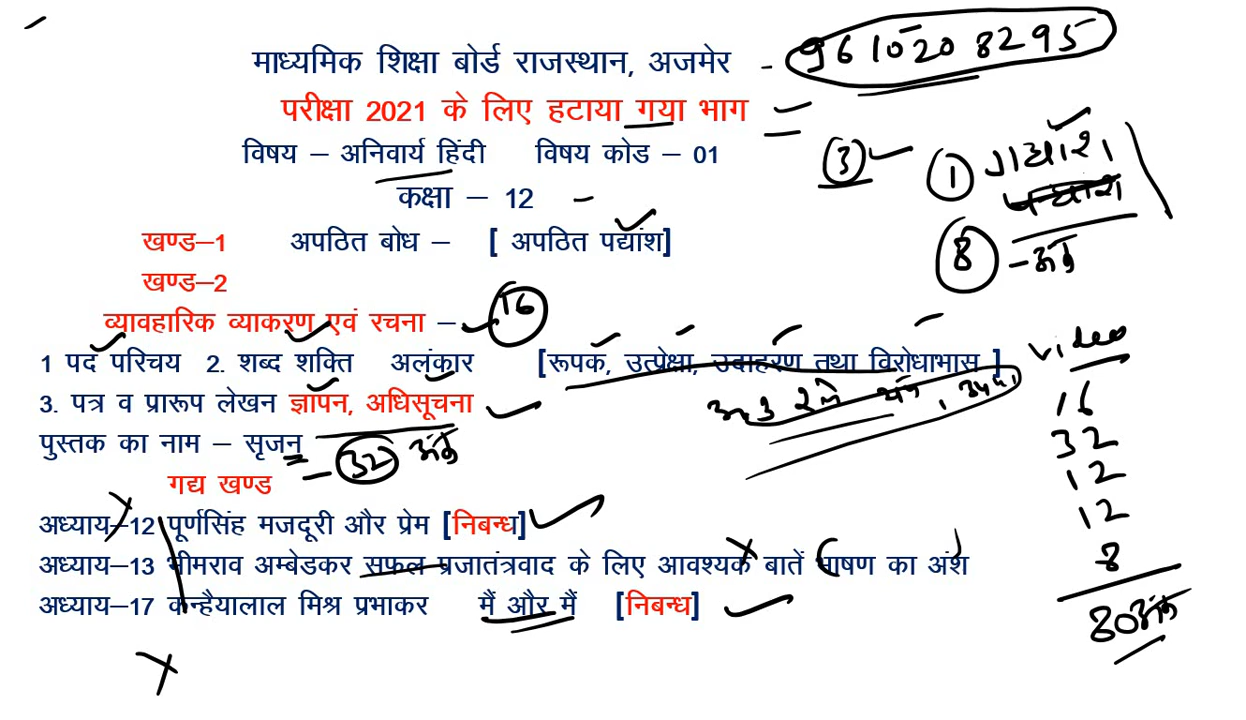 माध्यमिक शिक्षा बोर्ड राजस्थान, अजमेर - 9610208295
परीक्षा 2021 के लिए हटाया गया भाग
विषय – अनिवार्य हिंदी विषय कोड – 01
3
1 गद्यांश
पद्यांश
कक्षा – 12 -
8 - अंक
खण्ड–1 अपठित बोध – [ अपठित पद्यांश]
खण्ड–2
व्यावहारिक व्याकरण एवं रचना – 16
1 पद परिचय 2. शब्द शक्ति अलंकार [रूपक, उत्प्रेक्षा, उदाहरण तथा विरोधाभास ]
3. पत्र व प्रारूप लेखन ज्ञापन, अधिसूचना
पुस्तक का नाम – सृजन - 32 अंक
गद्य खण्ड
अध्याय–12 पूर्णसिंह मजदूरी और प्रेम [निबन्ध]
अध्याय–13 भीमराव अम्बेडकर सफल प्रजातंत्रवाद के लिए आवश्यक बातें भाषण का अंश
अध्याय–17 कन्हैयालाल मिश्र प्रभाकर मैं और मैं [निबन्ध]
video
16
32
12
12
8
80 अंक